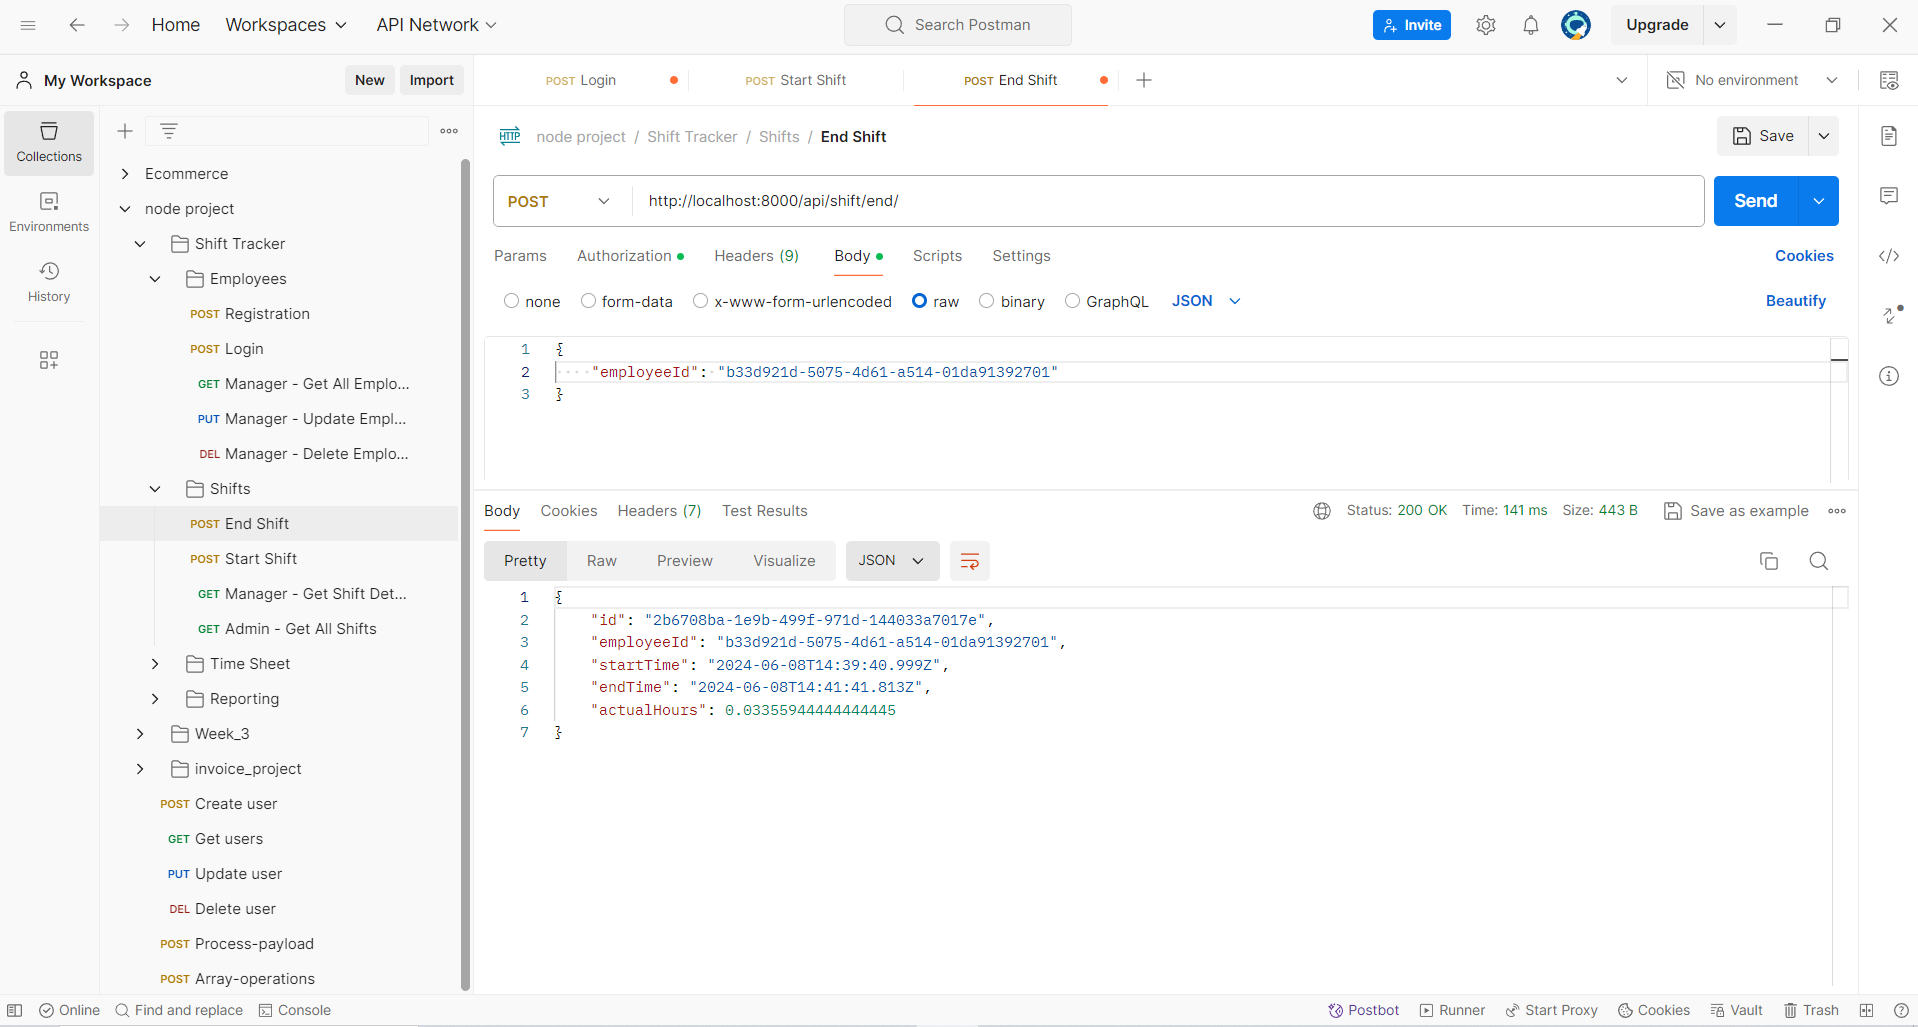 Home Workspaces API Network Search Postman Invite Upgrade
My Workspace New Import
POST Login POST Start Shift POST End Shift No environment
Collections
Environments
History
Ecommerce
node project
Shift Tracker
Employees
POST Registration
POST Login
GET Manager - Get All Emplo...
PUT Manager - Update Empl...
DEL Manager - Delete Emplo...
Shifts
POST End Shift
POST Start Shift
GET Manager - Get Shift Det...
GET Admin - Get All Shifts
Time Sheet
Reporting
Week_3
invoice_project
POST Create user
GET Get users
PUT Update user
DEL Delete user
POST Process-payload
POST Array-operations
HTTP node project / Shift Tracker / Shifts / End Shift Save
POST http://localhost:8000/api/shift/end/ Send
Params Authorization Headers (9) Body Scripts Settings Cookies
none form-data x-www-form-urlencoded raw binary GraphQL JSON Beautify
1 {
2 "employeeId": "b33d921d-5075-4d61-a514-01da91392701"
3 }
Body Cookies Headers (7) Test Results Status: 200 OK Time: 141 ms Size: 443 B Save as example
Pretty Raw Preview Visualize JSON
1 {
2 "id": "2b6708ba-1e9b-499f-971d-144033a7017e",
3 "employeeId": "b33d921d-5075-4d61-a514-01da91392701",
4 "startTime": "2024-06-08T14:39:40.999Z",
5 "endTime": "2024-06-08T14:41:41.813Z",
6 "actualHours": 0.03355944444444445
7 }
Online Find and replace Console Postbot Runner Start Proxy Cookies Vault Trash